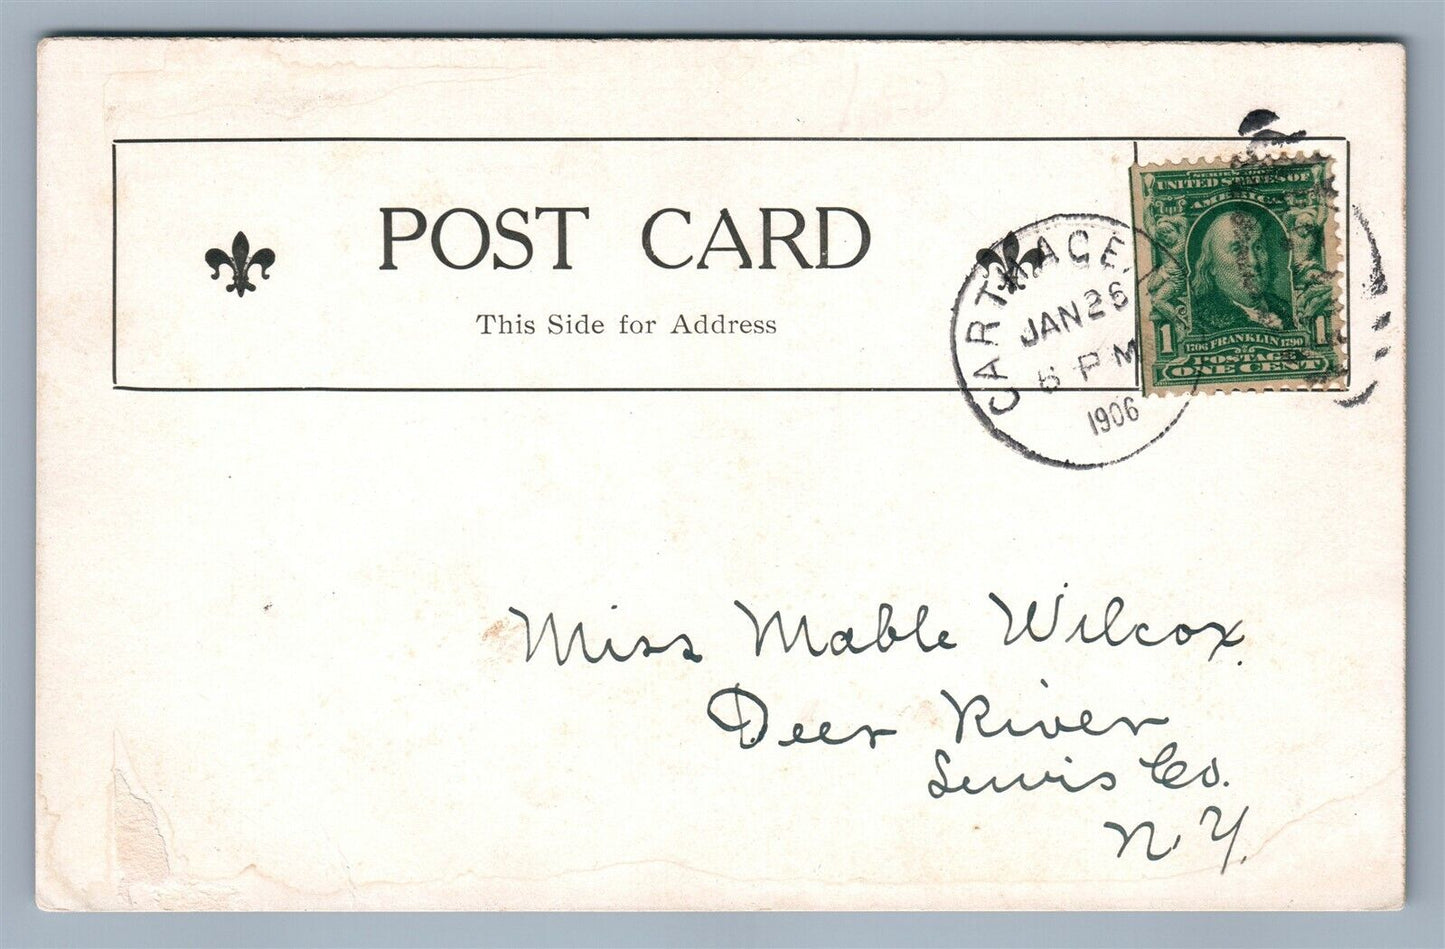 POST CARD
This Side for Address
CARTHAGE
JAN 26
5 PM
1906
UNITED STATES OF
AMERICA
1 1
1706 FRANKLIN 1790
POSTAGE
ONE CENT
Miss Mable Wilcox
Deer River
Lewis Co.
N.Y.